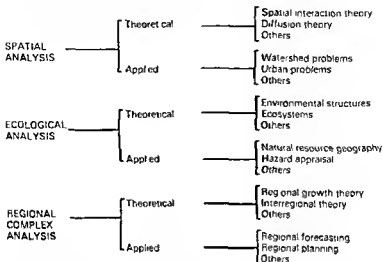 SPATIAL
ANALYSIS
Theoretical
Spatial interaction theory
Diffusion theory
Others
Applied
Watershed problems
Urban problems
Others
ECOLOGICAL
ANALYSIS
Theoretical
Environmental structures
Ecosystems
Others
Applied
Natural resource geography
Hazard appraisal
Others
REGIONAL
COMPLEX
ANALYSIS
Theoretical
Regional growth theory
Interregional theory
Others
Applied
Regional forecasting
Regional planning
Others